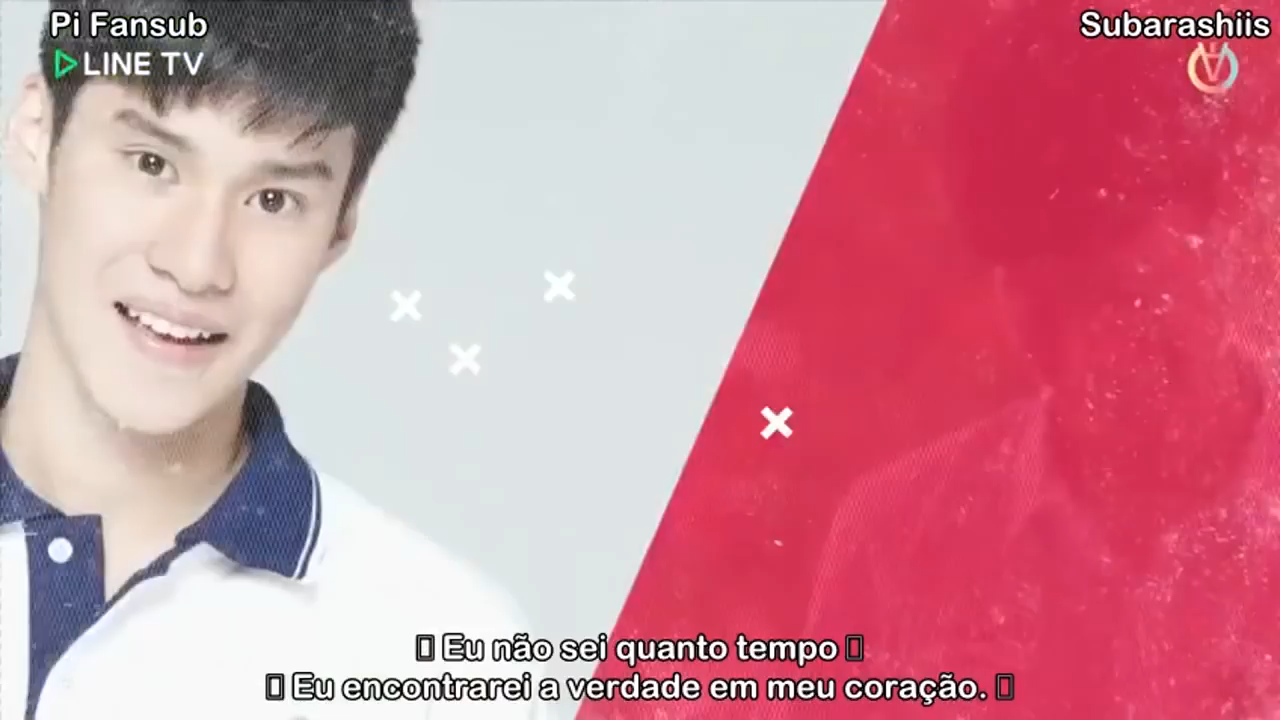 Pi Fansub
LINE TV
Subarashiis
Eu não sei quanto tempo
Eu encontrarei a verdade em meu coração.